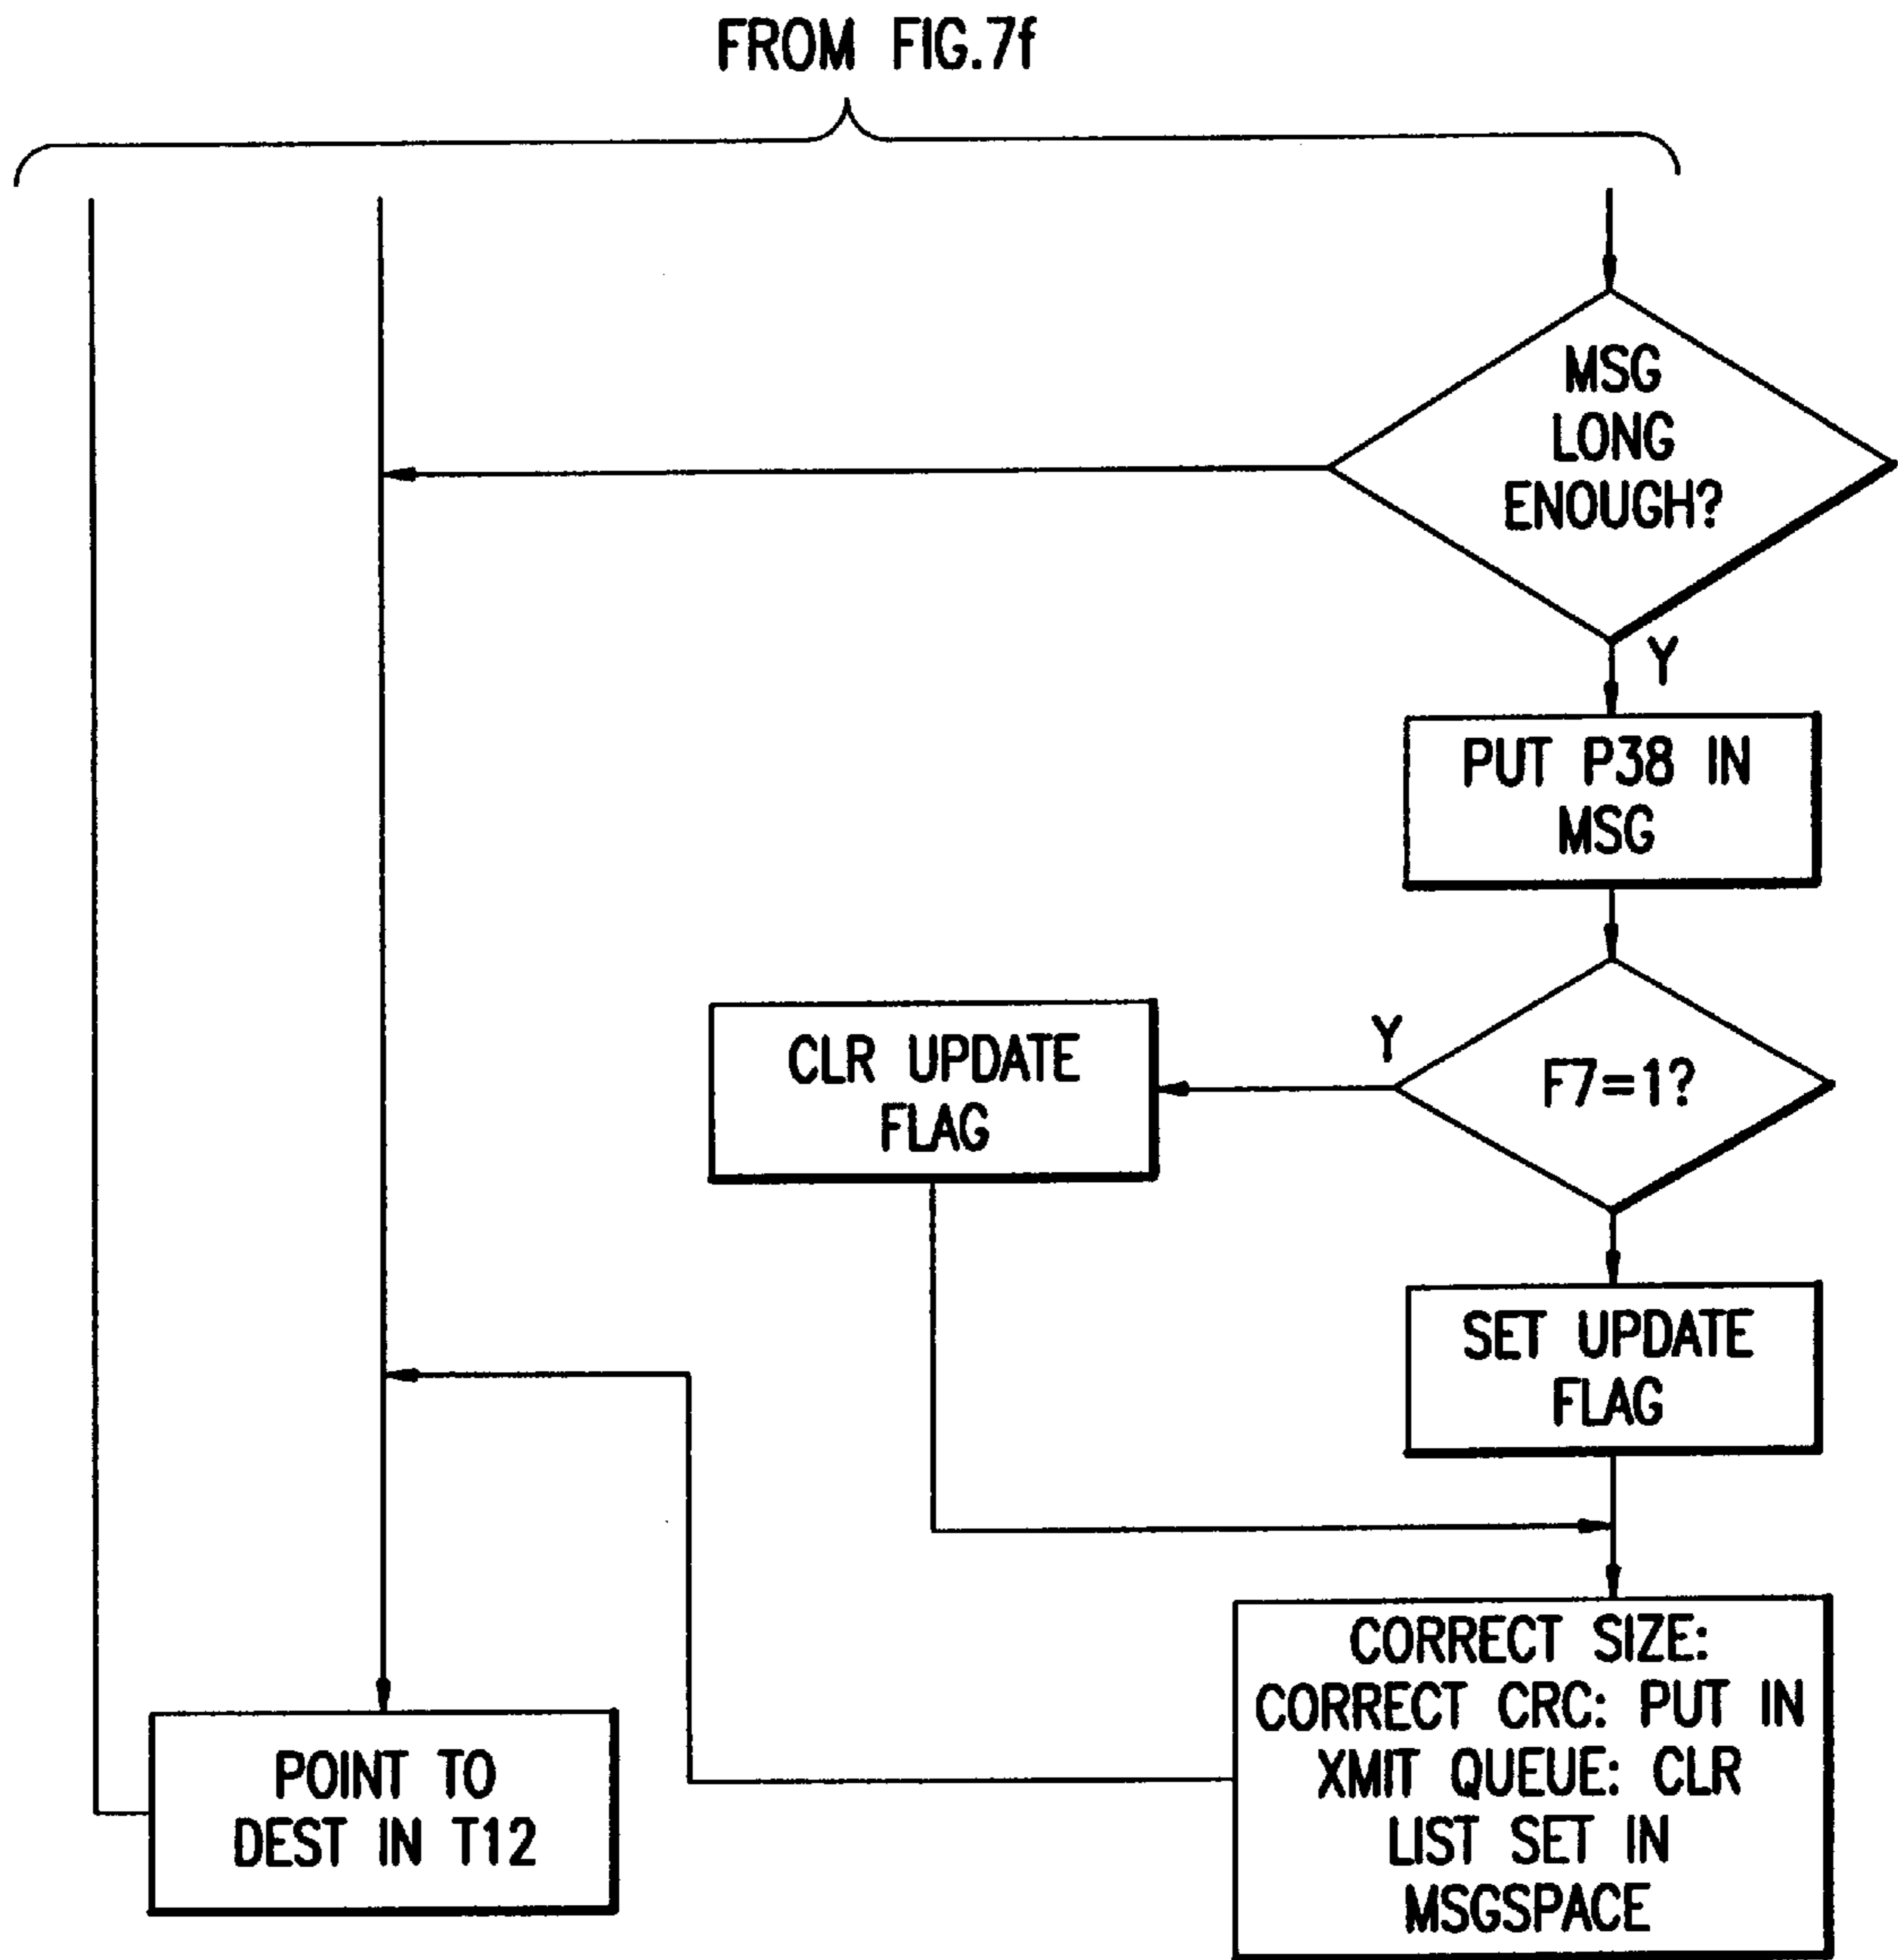 FROM FIG.7f
MSG
LONG
ENOUGH?
Y
PUT P38 IN
MSG
F7=1?
Y
CLR UPDATE
FLAG
SET UPDATE
FLAG
CORRECT SIZE:
CORRECT CRC: PUT IN
XMIT QUEUE: CLR
LIST SET IN
MSGSPACE
POINT TO
DEST IN T12